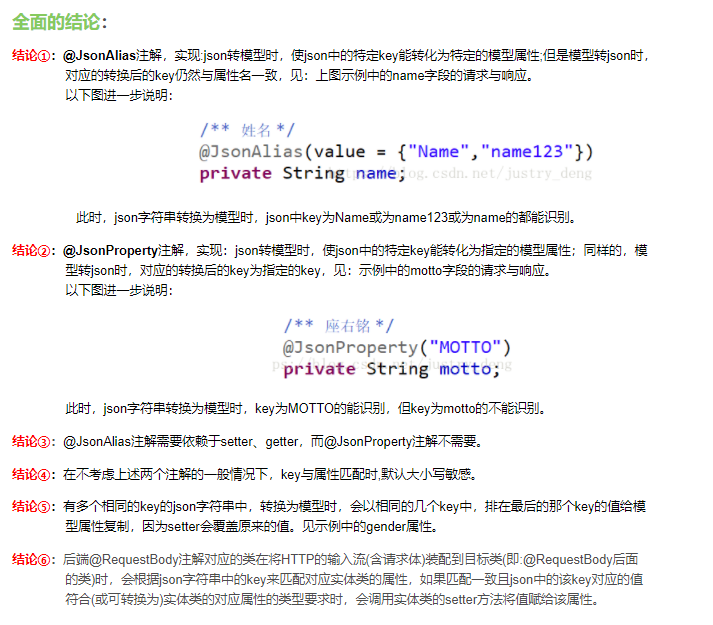 全面的结论：
结论①：@JsonAlias注解，实现:json转模型时，使json中的特定key能转化为特定的模型属性;但是模型转json时，
对应的转换后的key仍然与属性名一致，见：上图示例中的name字段的请求与响应。
以下图进一步说明：
/** 姓名 */
@JsonAlias(value = {"Name","name123"})
private String name;
此时，json字符串转换为模型时，json中key为Name或为name123或为name的都能识别。
结论②：@JsonProperty注解，实现：json转模型时，使json中的特定key能转化为指定的模型属性；同样的，模
型转json时，对应的转换后的key为指定的key，见：示例中的motto字段的请求与响应。
以下图进一步说明：
/** 座右铭 */
@JsonProperty("MOTTO")
private String motto;
此时，json字符串转换为模型时，key为MOTTO的能识别，但key为motto的不能识别。
结论③：@JsonAlias注解需要依赖于setter、getter，而@JsonProperty注解不需要。
结论④：在不考虑上述两个注解的一般情况下，key与属性匹配时,默认大小写敏感。
结论⑤：有多个相同的key的json字符串中，转换为模型时，会以相同的几个key中，排在最后的那个key的值给模
型属性复制，因为setter会覆盖原来的值。见示例中的gender属性。
结论⑥：后端@RequestBody注解对应的类在将HTTP的输入流(含请求体)装配到目标类(即:@RequestBody后面
的类)时，会根据json字符串中的key来匹配对应实体类的属性，如果匹配一致且json中的该key对应的值
符合(或可转换为)实体类的对应属性的类型要求时，会调用实体类的setter方法将值赋给该属性。